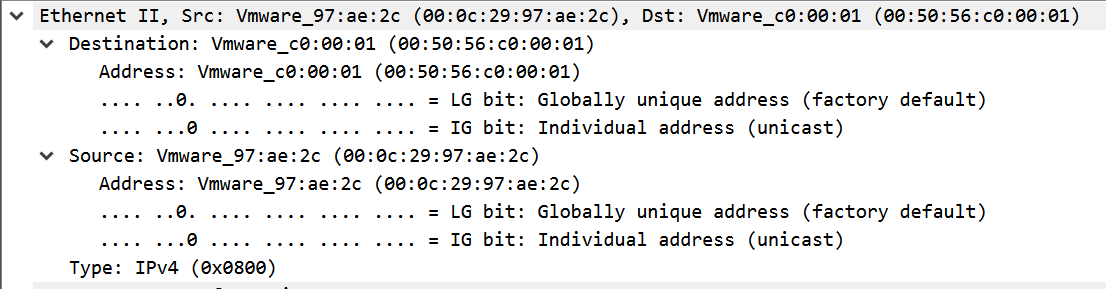 Ethernet II, Src: Vmware_97:ae:2c (00:0c:29:97:ae:2c), Dst: Vmware_c0:00:01 (00:50:56:c0:00:01)
Destination: Vmware_c0:00:01 (00:50:56:c0:00:01)
Address: Vmware_c0:00:01 (00:50:56:c0:00:01)
.... ..0. .... .... .... .... = LG bit: Globally unique address (factory default)
.... ...0 .... .... .... .... = IG bit: Individual address (unicast)
Source: Vmware_97:ae:2c (00:0c:29:97:ae:2c)
Address: Vmware_97:ae:2c (00:0c:29:97:ae:2c)
.... ..0. .... .... .... .... = LG bit: Globally unique address (factory default)
.... ...0 .... .... .... .... = IG bit: Individual address (unicast)
Type: IPv4 (0x0800)